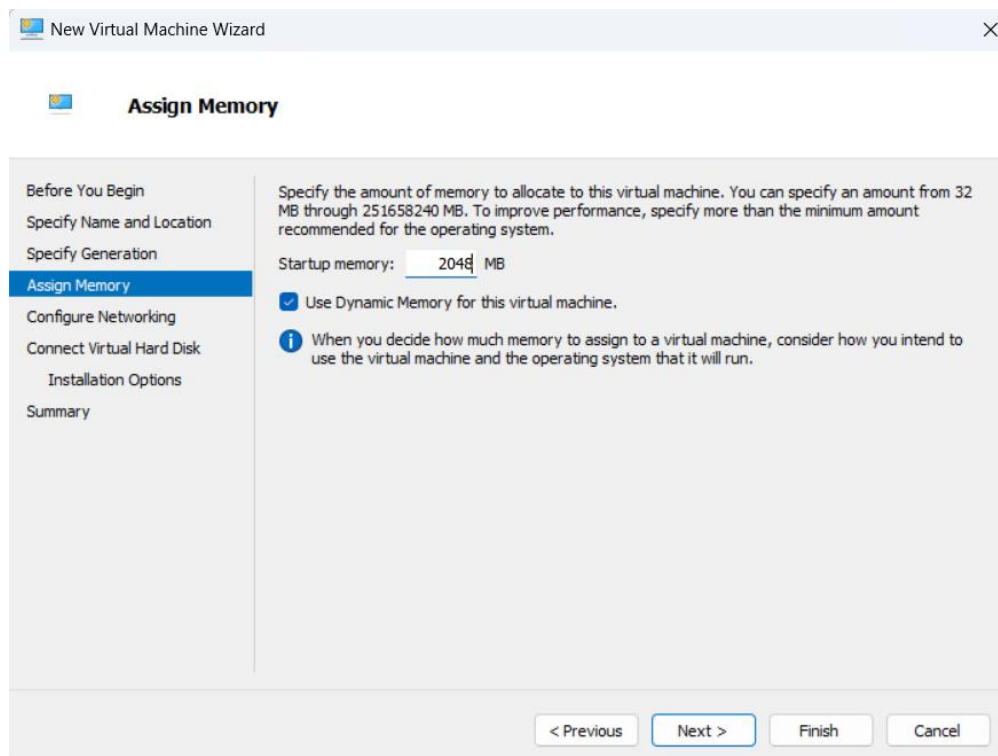 New Virtual Machine Wizard
Assign Memory
Before You Begin
Specify Name and Location
Specify Generation
Assign Memory
Configure Networking
Connect Virtual Hard Disk
Installation Options
Summary
Specify the amount of memory to allocate to this virtual machine. You can specify an amount from 32
MB through 251658240 MB. To improve performance, specify more than the minimum amount
recommended for the operating system.
Startup memory: 2048 MB
Use Dynamic Memory for this virtual machine.
When you decide how much memory to assign to a virtual machine, consider how you intend to
use the virtual machine and the operating system that it will run.
< Previous Next > Finish Cancel